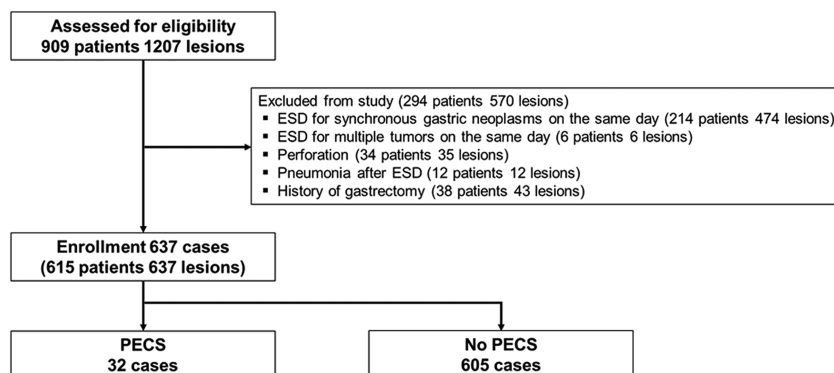 Assessed for eligibility
909 patients 1207 lesions
Excluded from study (294 patients 570 lesions)
▪ ESD for synchronous gastric neoplasms on the same day (214 patients 474 lesions)
▪ ESD for multiple tumors on the same day (6 patients 6 lesions)
▪ Perforation (34 patients 35 lesions)
▪ Pneumonia after ESD (12 patients 12 lesions)
▪ History of gastrectomy (38 patients 43 lesions)
Enrollment 637 cases
(615 patients 637 lesions)
PECS
32 cases
No PECS
605 cases